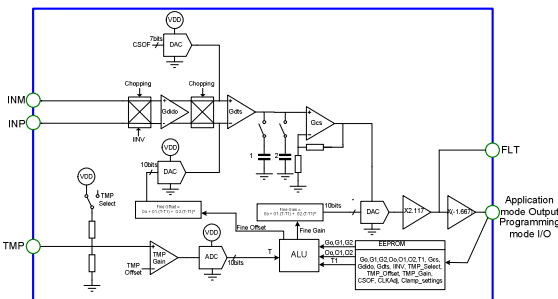 VDD
7bits
CSOF
DAC
Chopping
Chopping
INM
INP
Gdido
Gdts
Gcs
IINV
1
2
VDD
10bits
DAC
FLT
VDD
TMP
Select
Fine Offset =
Fine Gain =
10bits
DAC
X2.117
X(-1.667)
Application
mode Output
Programming
mode I/O
Fine Offset
Fine Gain
TMP
TMP
Gain
TMP
Offset
VDD
ADC
10bits
T
ALU
Go,G1,G2
Oo,O1,O2
T1
EEPROM
Go,G1,G2,Oo,O1,O2,T1, Gcs,
Gdido, Gdts, IINV, TMP_Select,
TMP_Offset, TMP_Gain,
CSOF, CLKAdj, Clamp_settings